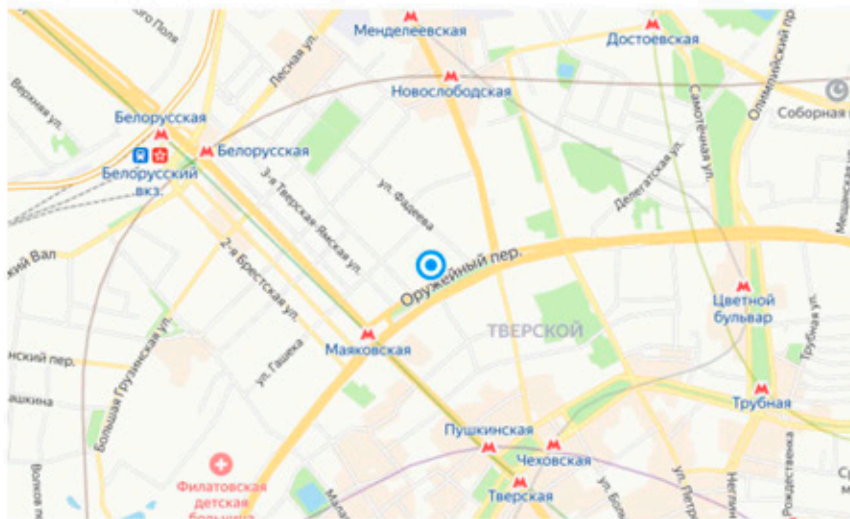 Менделеевская
Достоевская
Новослободская
Олимпийский пр.
Соборная
Лесная ул.
Верхняя ул.
Белорусская
Белорусская
Белорусский
вкз.
Самотёчная ул.
Делегатская ул.
Мещанская ул.
3-я Тверская Ямская ул.
ул. Фадеева
2-я Брестская ул.
Оружейный пер.
Цветной
бульвар
ТВЕРСКОЙ
Маяковская
ул. Гашека
Большая Грузинская ул.
Трубная ул.
Трубная
Пушкинская
Чеховская
Тверская
Филатовская
детская
больница